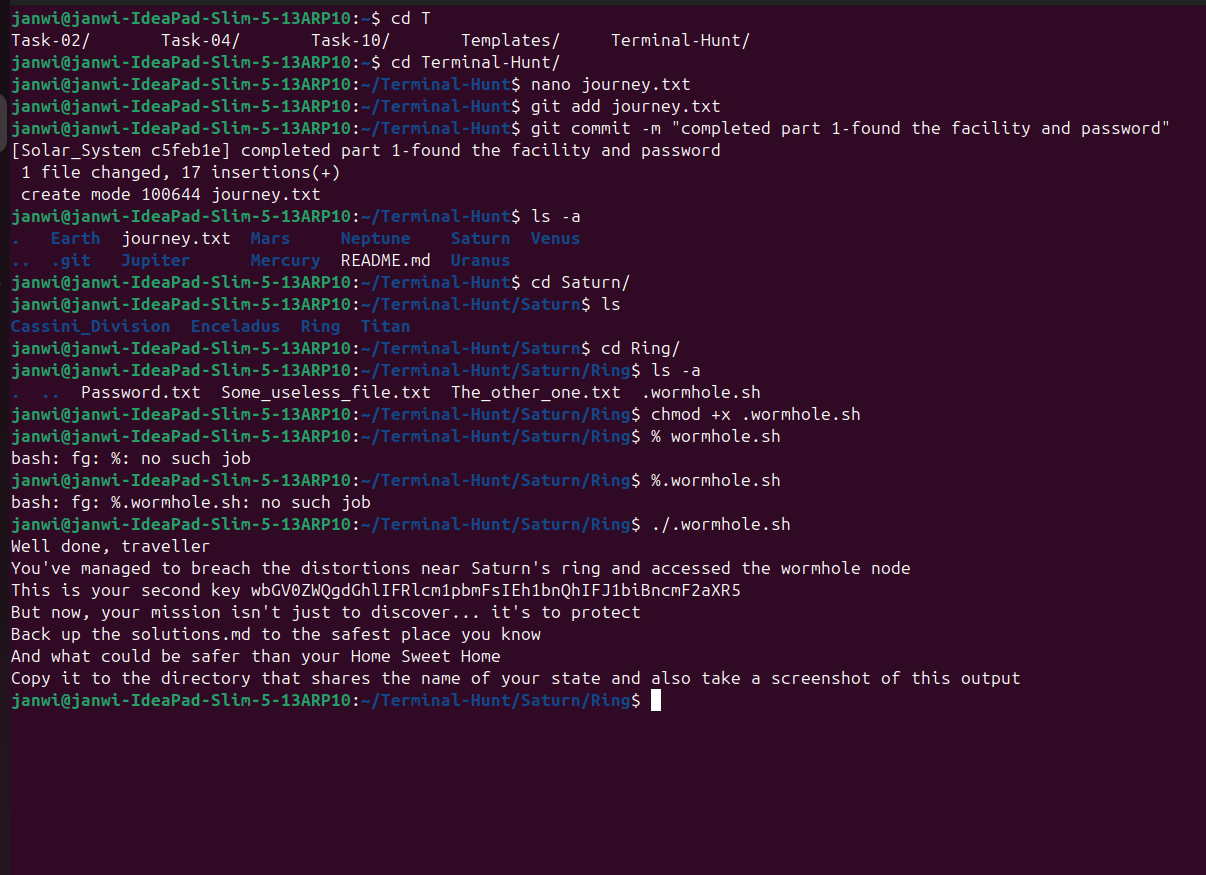 janwi@janwi-IdeaPad-Slim-5-13ARP10:~$ cd T
Task-02/ Task-04/ Task-10/ Templates/ Terminal-Hunt/
janwi@janwi-IdeaPad-Slim-5-13ARP10:~$ cd Terminal-Hunt/
janwi@janwi-IdeaPad-Slim-5-13ARP10:~/Terminal-Hunt$ nano journey.txt
janwi@janwi-IdeaPad-Slim-5-13ARP10:~/Terminal-Hunt$ git add journey.txt
janwi@janwi-IdeaPad-Slim-5-13ARP10:~/Terminal-Hunt$ git commit -m "completed part 1-found the facility and password"
[Solar_System c5feb1e] completed part 1-found the facility and password
 1 file changed, 17 insertions(+)
 create mode 100644 journey.txt
janwi@janwi-IdeaPad-Slim-5-13ARP10:~/Terminal-Hunt$ ls -a
. Earth journey.txt Mars Neptune Saturn Venus
.. .git Jupiter Mercury README.md Uranus
janwi@janwi-IdeaPad-Slim-5-13ARP10:~/Terminal-Hunt$ cd Saturn/
janwi@janwi-IdeaPad-Slim-5-13ARP10:~/Terminal-Hunt/Saturn$ ls
Cassini_Division Enceladus Ring Titan
janwi@janwi-IdeaPad-Slim-5-13ARP10:~/Terminal-Hunt/Saturn$ cd Ring/
janwi@janwi-IdeaPad-Slim-5-13ARP10:~/Terminal-Hunt/Saturn/Ring$ ls -a
. .. Password.txt Some_useless_file.txt The_other_one.txt .wormhole.sh
janwi@janwi-IdeaPad-Slim-5-13ARP10:~/Terminal-Hunt/Saturn/Ring$ chmod +x .wormhole.sh
janwi@janwi-IdeaPad-Slim-5-13ARP10:~/Terminal-Hunt/Saturn/Ring$ % wormhole.sh
bash: fg: %: no such job
janwi@janwi-IdeaPad-Slim-5-13ARP10:~/Terminal-Hunt/Saturn/Ring$ %.wormhole.sh
bash: fg: %.wormhole.sh: no such job
janwi@janwi-IdeaPad-Slim-5-13ARP10:~/Terminal-Hunt/Saturn/Ring$ ./.wormhole.sh
Well done, traveller
You've managed to breach the distortions near Saturn's ring and accessed the wormhole node
This is your second key wbGV0ZWQgdGhlIFRlcm1pbmFsIEh1bnQhIFJ1biBncmF2aXR5
But now, your mission isn't just to discover... it's to protect
Back up the solutions.md to the safest place you know
And what could be safer than your Home Sweet Home
Copy it to the directory that shares the name of your state and also take a screenshot of this output
janwi@janwi-IdeaPad-Slim-5-13ARP10:~/Terminal-Hunt/Saturn/Ring$